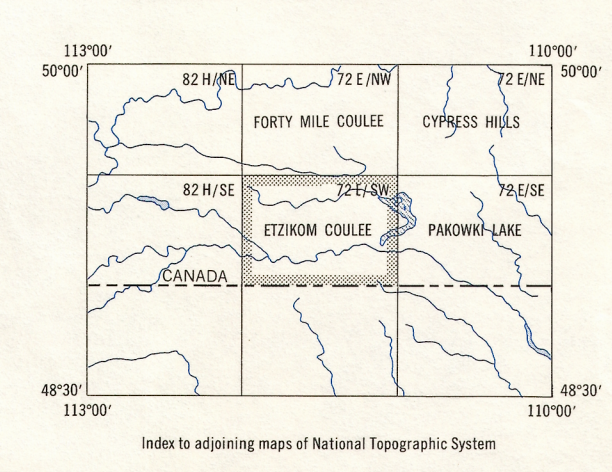 113°00′ 110°00′
50°00′ 82 H/NE 72 E/NW 72 E/NE 50°00′
FORTY MILE COULEE CYPRESS HILLS
82 H/SE 72 E/SW 72 E/SE
ETZIKOM COULEE PAKOWKI LAKE
CANADA
48°30′ 48°30′
113°00′ 110°00′
Index to adjoining maps of National Topographic System